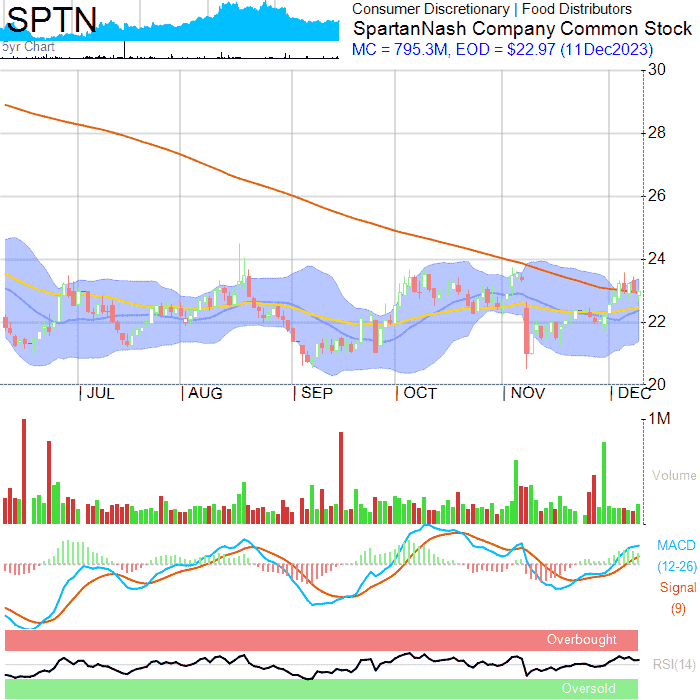 SPTN
Consumer Discretionary | Food Distributors
SpartanNash Company Common Stock
MC = 795.3M, EOD = $22.97 (11Dec2023)
5yr Chart
30
28
26
24
22
20
JUL AUG SEP OCT NOV DEC
1M
Volume
MACD
(12-26)
Signal
(9)
Overbought
RSI(14)
Oversold